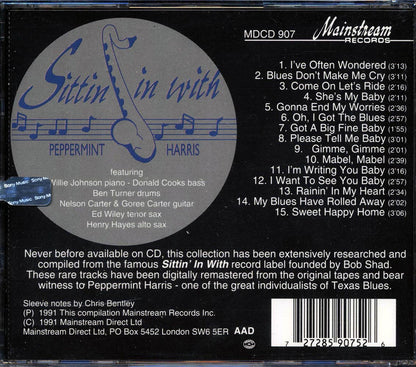 MDCD 907
Mainstream
RECORDS
Sittin in with
PEPPERMINT HARRIS
featuring
Willie Johnson piano - Donald Cooks bass
Ben Turner drums
Nelson Carter & Goree Carter guitar
Ed Wiley tenor sax
Henry Hayes alto sax
Sony Music
1. I've Often Wondered (3:13)
2. Blues Don't Make Me Cry (3:11)
3. Come On Let's Ride (2:16)
4. She's My Baby (2:11)
5. Gonna End My Worries (2:06)
6. Oh, I Got The Blues (2:51)
7. Got A Big Fine Baby (1:55)
8. Please Tell Me Baby
9. Gimme, Gimme (2:01)
10. Mabel, Mabel (2:39)
11. I'm Writing You Baby
12. I Want To See You Baby
13. Rainin' In My Heart
14. My Blues Have Rolled Away (2:02)
15. Sweet Happy Home (3:06)
Never before available on CD, this collection has been extensively researched and
compiled from the famous Sittin' In With record label founded by Bob Shad.
These rare tracks have been digitally remastered from the original tapes and bear
witness to Peppermint Harris - one of the great individualists of Texas Blues.
Sleeve notes by Chris Bentley
(P) 1991 This compilation Mainstream Records Inc.
(C) 1991 Mainstream Direct Ltd
Mainstream Direct Ltd, PO Box 5452 London SW6 5ER AAD
7 27285 90752 6